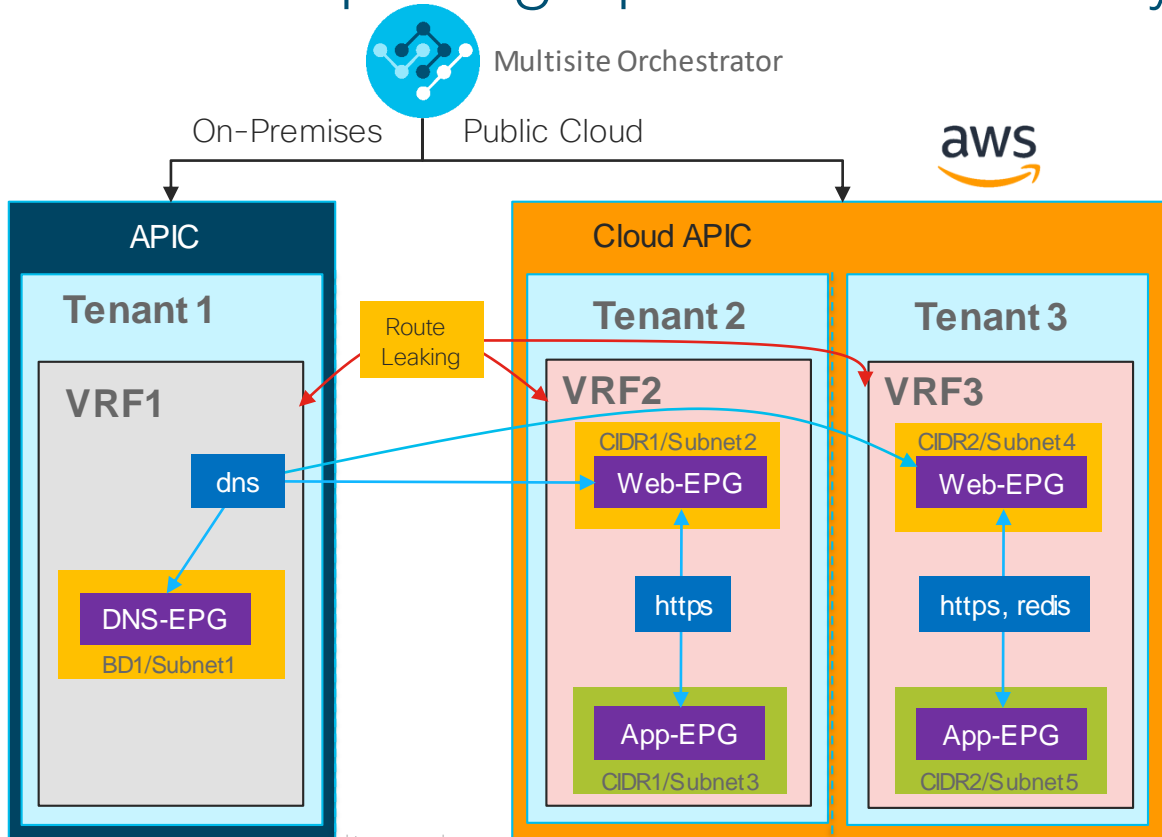 Multisite Orchestrator
On-Premises
Public Cloud
aws
APIC
Cloud APIC
Tenant 1
Route
Leaking
Tenant 2
Tenant 3
VRF1
VRF2
VRF3
CIDR1/Subnet2
CIDR2/Subnet4
dns
Web-EPG
Web-EPG
https
https, redis
DNS-EPG
BD1/Subnet1
App-EPG
App-EPG
CIDR1/Subnet3
CIDR2/Subnet5